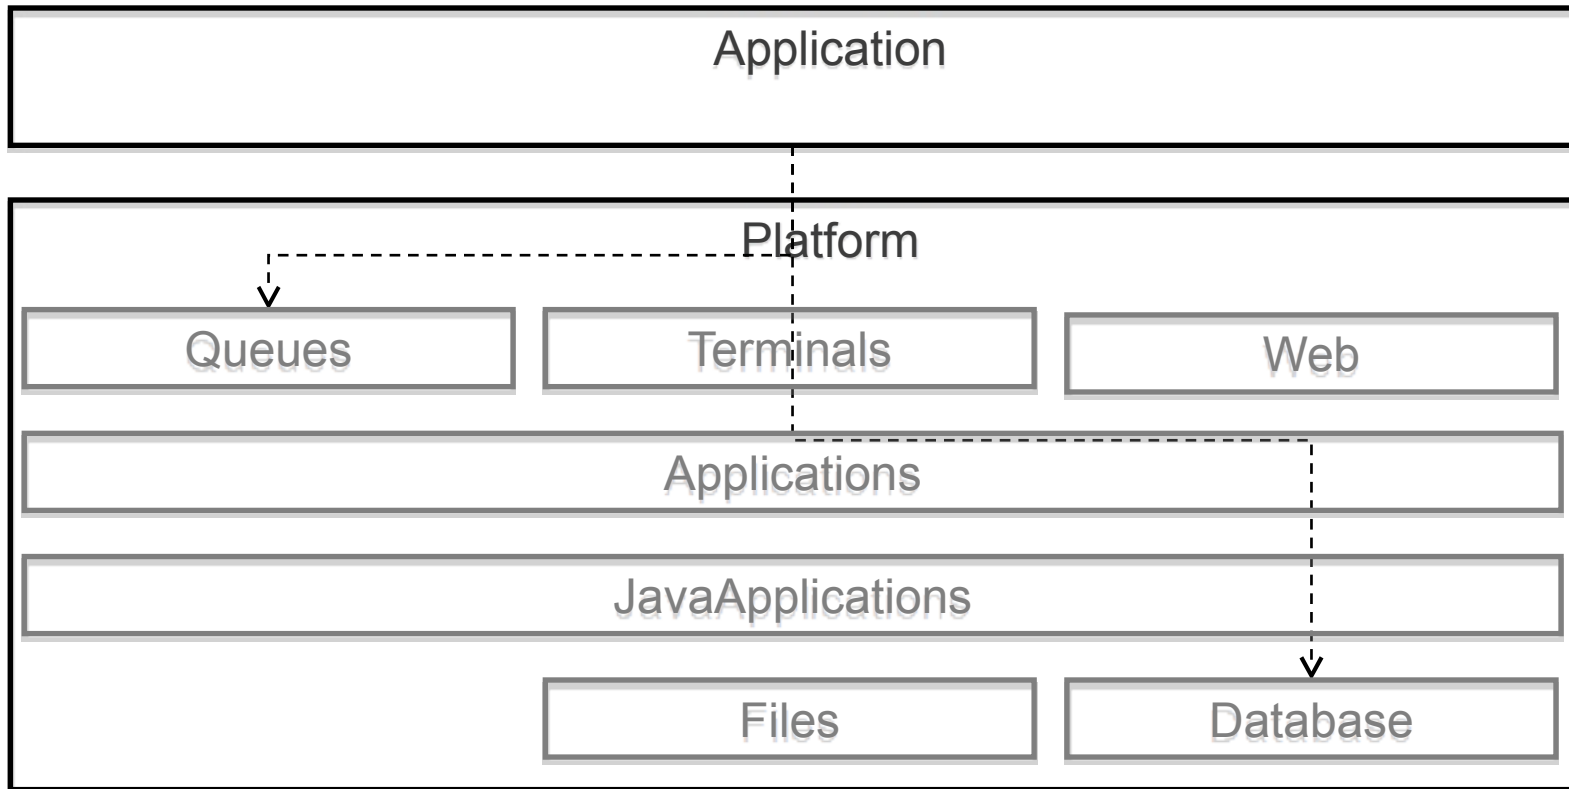 Application
Platform
Queues
Terminals
Web
Applications
JavaApplications
Files
Database